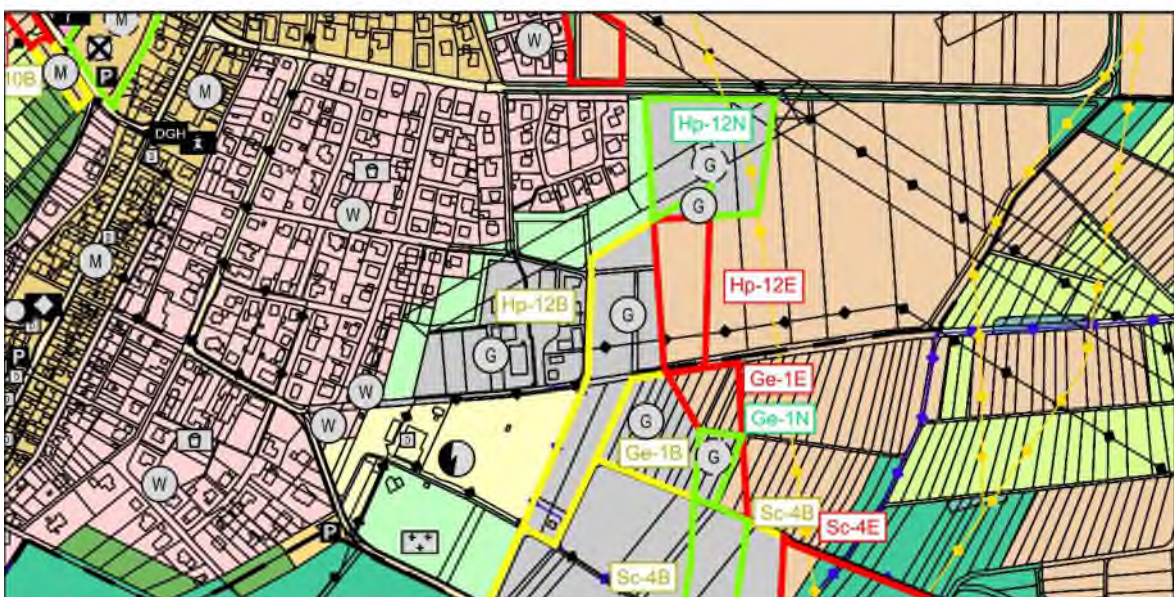 M
W
10B
M
P
M
Hp-12N
DGH
G
W
G
M
Hp-12E
Hp-12B
G
G
P
Ge-1E
W
Ge-1N
W
G
Ge-1B
G
W
Sc-4B
Sc-4E
P
Sc-4B